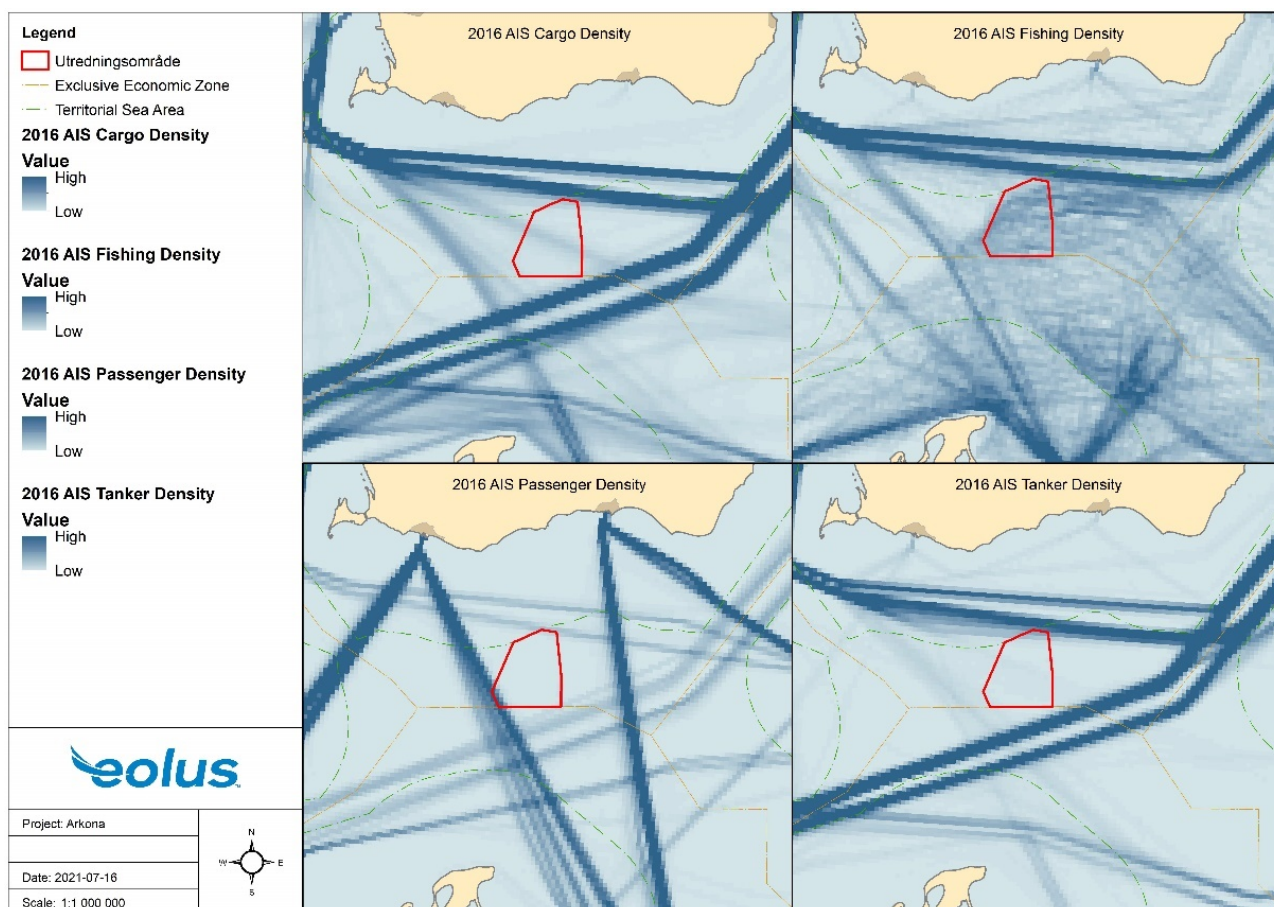 Legend
Utredningsområde
Exclusive Economic Zone
Territorial Sea Area
2016 AIS Cargo Density
Value
High
Low
2016 AIS Fishing Density
Value
High
Low
2016 AIS Passenger Density
Value
High
Low
2016 AIS Tanker Density
Value
High
Low
eolus
Project: Arkona
Date: 2021-07-16
Scale: 1:1 000 000
N
W
E
S
2016 AIS Cargo Density
2016 AIS Fishing Density
2016 AIS Passenger Density
2016 AIS Tanker Density